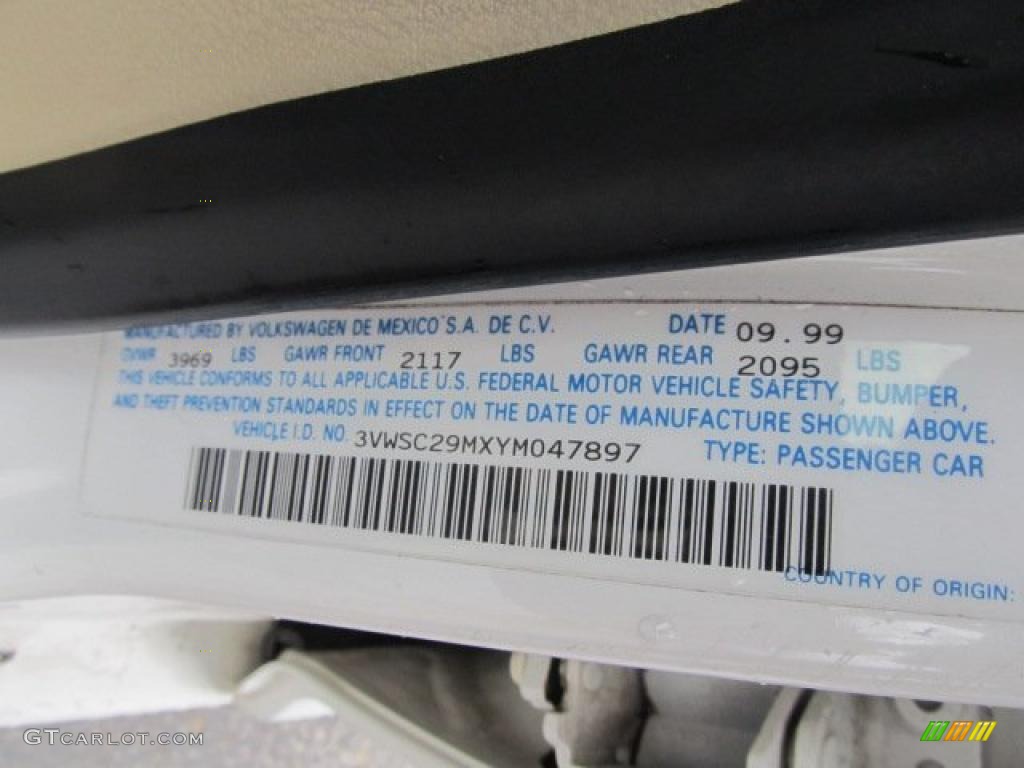 MANUFACTURED BY VOLKSWAGEN DE MEXICO S.A. DE C.V. DATE 09.99
GVWR 3969 LBS GAWR FRONT 2117 LBS GAWR REAR 2095 LBS
THIS VEHICLE CONFORMS TO ALL APPLICABLE U.S. FEDERAL MOTOR VEHICLE SAFETY, BUMPER,
AND THEFT PREVENTION STANDARDS IN EFFECT ON THE DATE OF MANUFACTURE SHOWN ABOVE.
VEHICLE I.D. NO. 3VWSC29MXYM047897 TYPE: PASSENGER CAR
COUNTRY OF ORIGIN:
GTCARLOT.COM